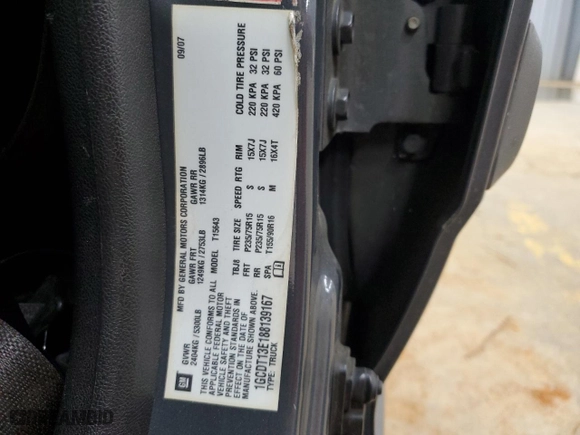 MFD BY GENERAL MOTORS CORPORATION 09/07
GVWR GAWR FRT GAWR RR
2404KG/5300LB 1249KG/2753LB 1314KG/2896LB
THIS VEHICLE CONFORMS TO ALL
APPLICABLE FEDERAL MOTOR
VEHICLE SAFETY AND THEFT
PREVENTION STANDARDS IN
EFFECT ON THE DATE OF
MANUFACTURE SHOWN ABOVE.
1GCDT13E188139167
TYPE: TRUCK
MODEL T15643
TBJ8 TIRE SIZE SPEED RTG RIM COLD TIRE PRESSURE
FRT P235/75R15 S 15X7J 220 KPA 32 PSI
RR P235/75R15 S 15X7J 220 KPA 32 PSI
SPA T155/90R16 M 16X4T 420 KPA 60 PSI
GM